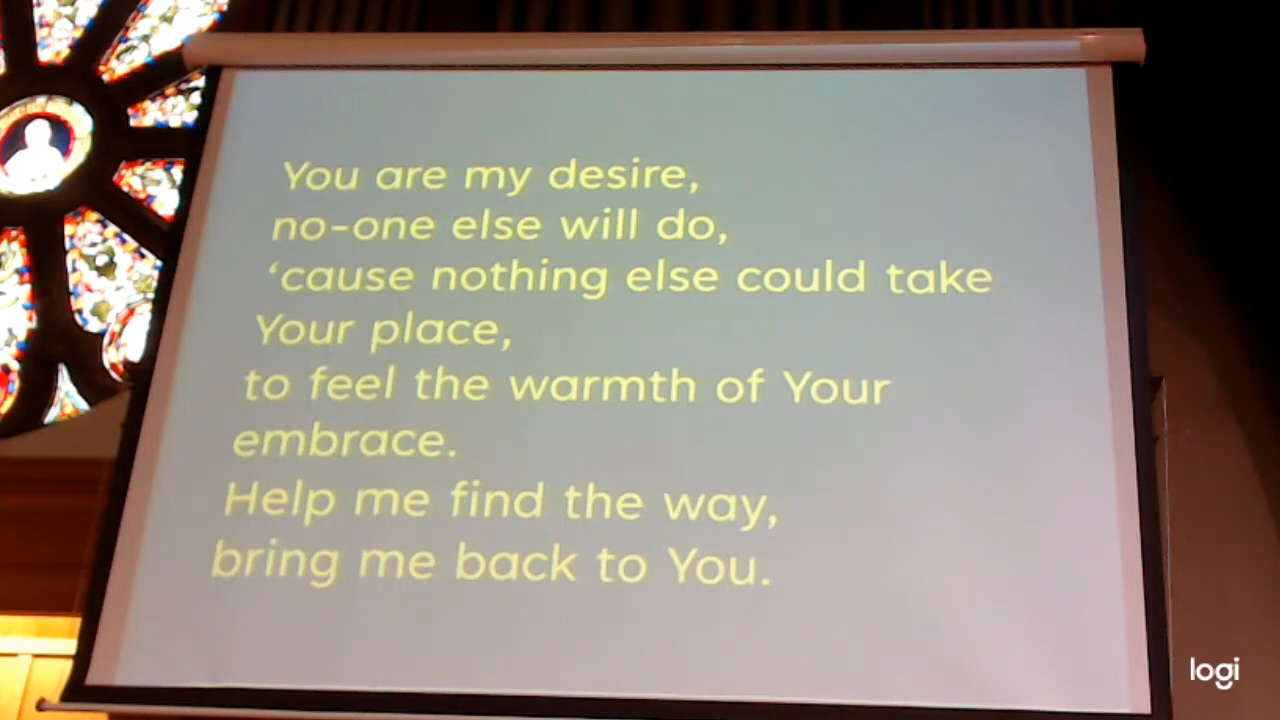 You are my desire,
no-one else will do,
‘cause nothing else could take
Your place,
to feel the warmth of Your
embrace.
Help me find the way,
bring me back to You.
logi